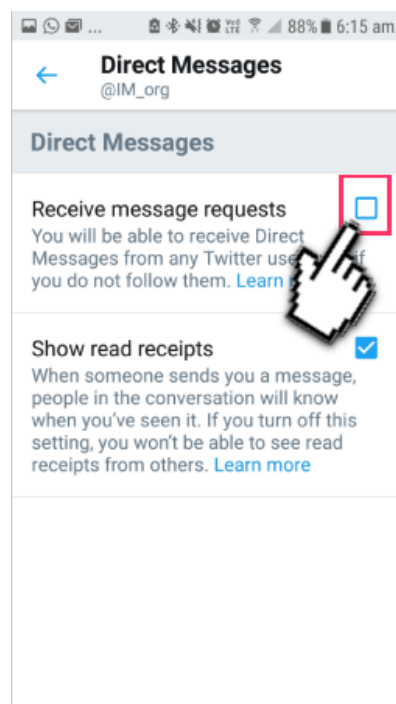 ... 88% 6:15 am
Direct Messages
@IM_org
Direct Messages
Receive message requests
You will be able to receive Direct
Messages from any Twitter if
you do not follow them. Learn
Show read receipts
When someone sends you a message,
people in the conversation will know
when you've seen it. If you turn off this
setting, you won't be able to see read
receipts from others. Learn more